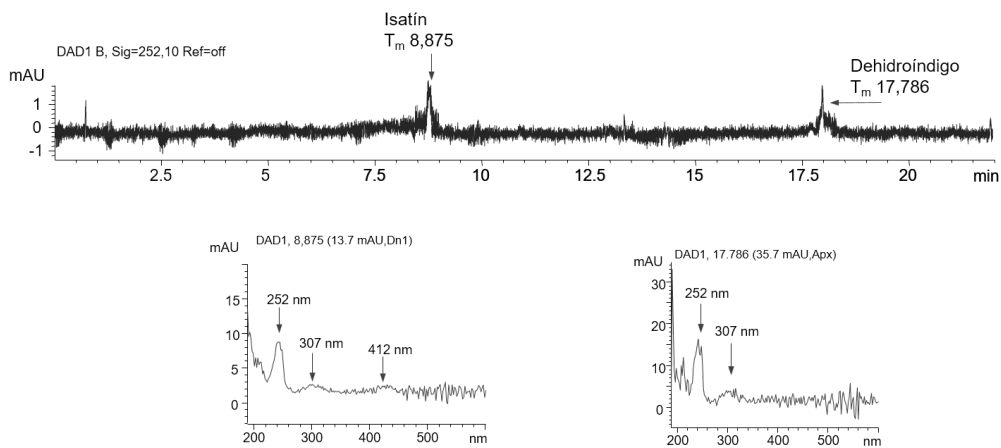 Isatín
Tm 8,875
DAD1 B, Sig=252,10 Ref=off
Dehidroíndigo
Tm 17,786
mAU
1
0
-1
2.5 5 7.5 10 12.5 15 17.5 20 min
DAD1, 8,875 (13.7 mAU,Dn1)
mAU
15
10
5
0
252 nm
307 nm
412 nm
200 300 400 500 nm
DAD1, 17.786 (35.7 mAU,Apx)
mAU
30
20
10
0
252 nm
307 nm
200 300 400 500 nm